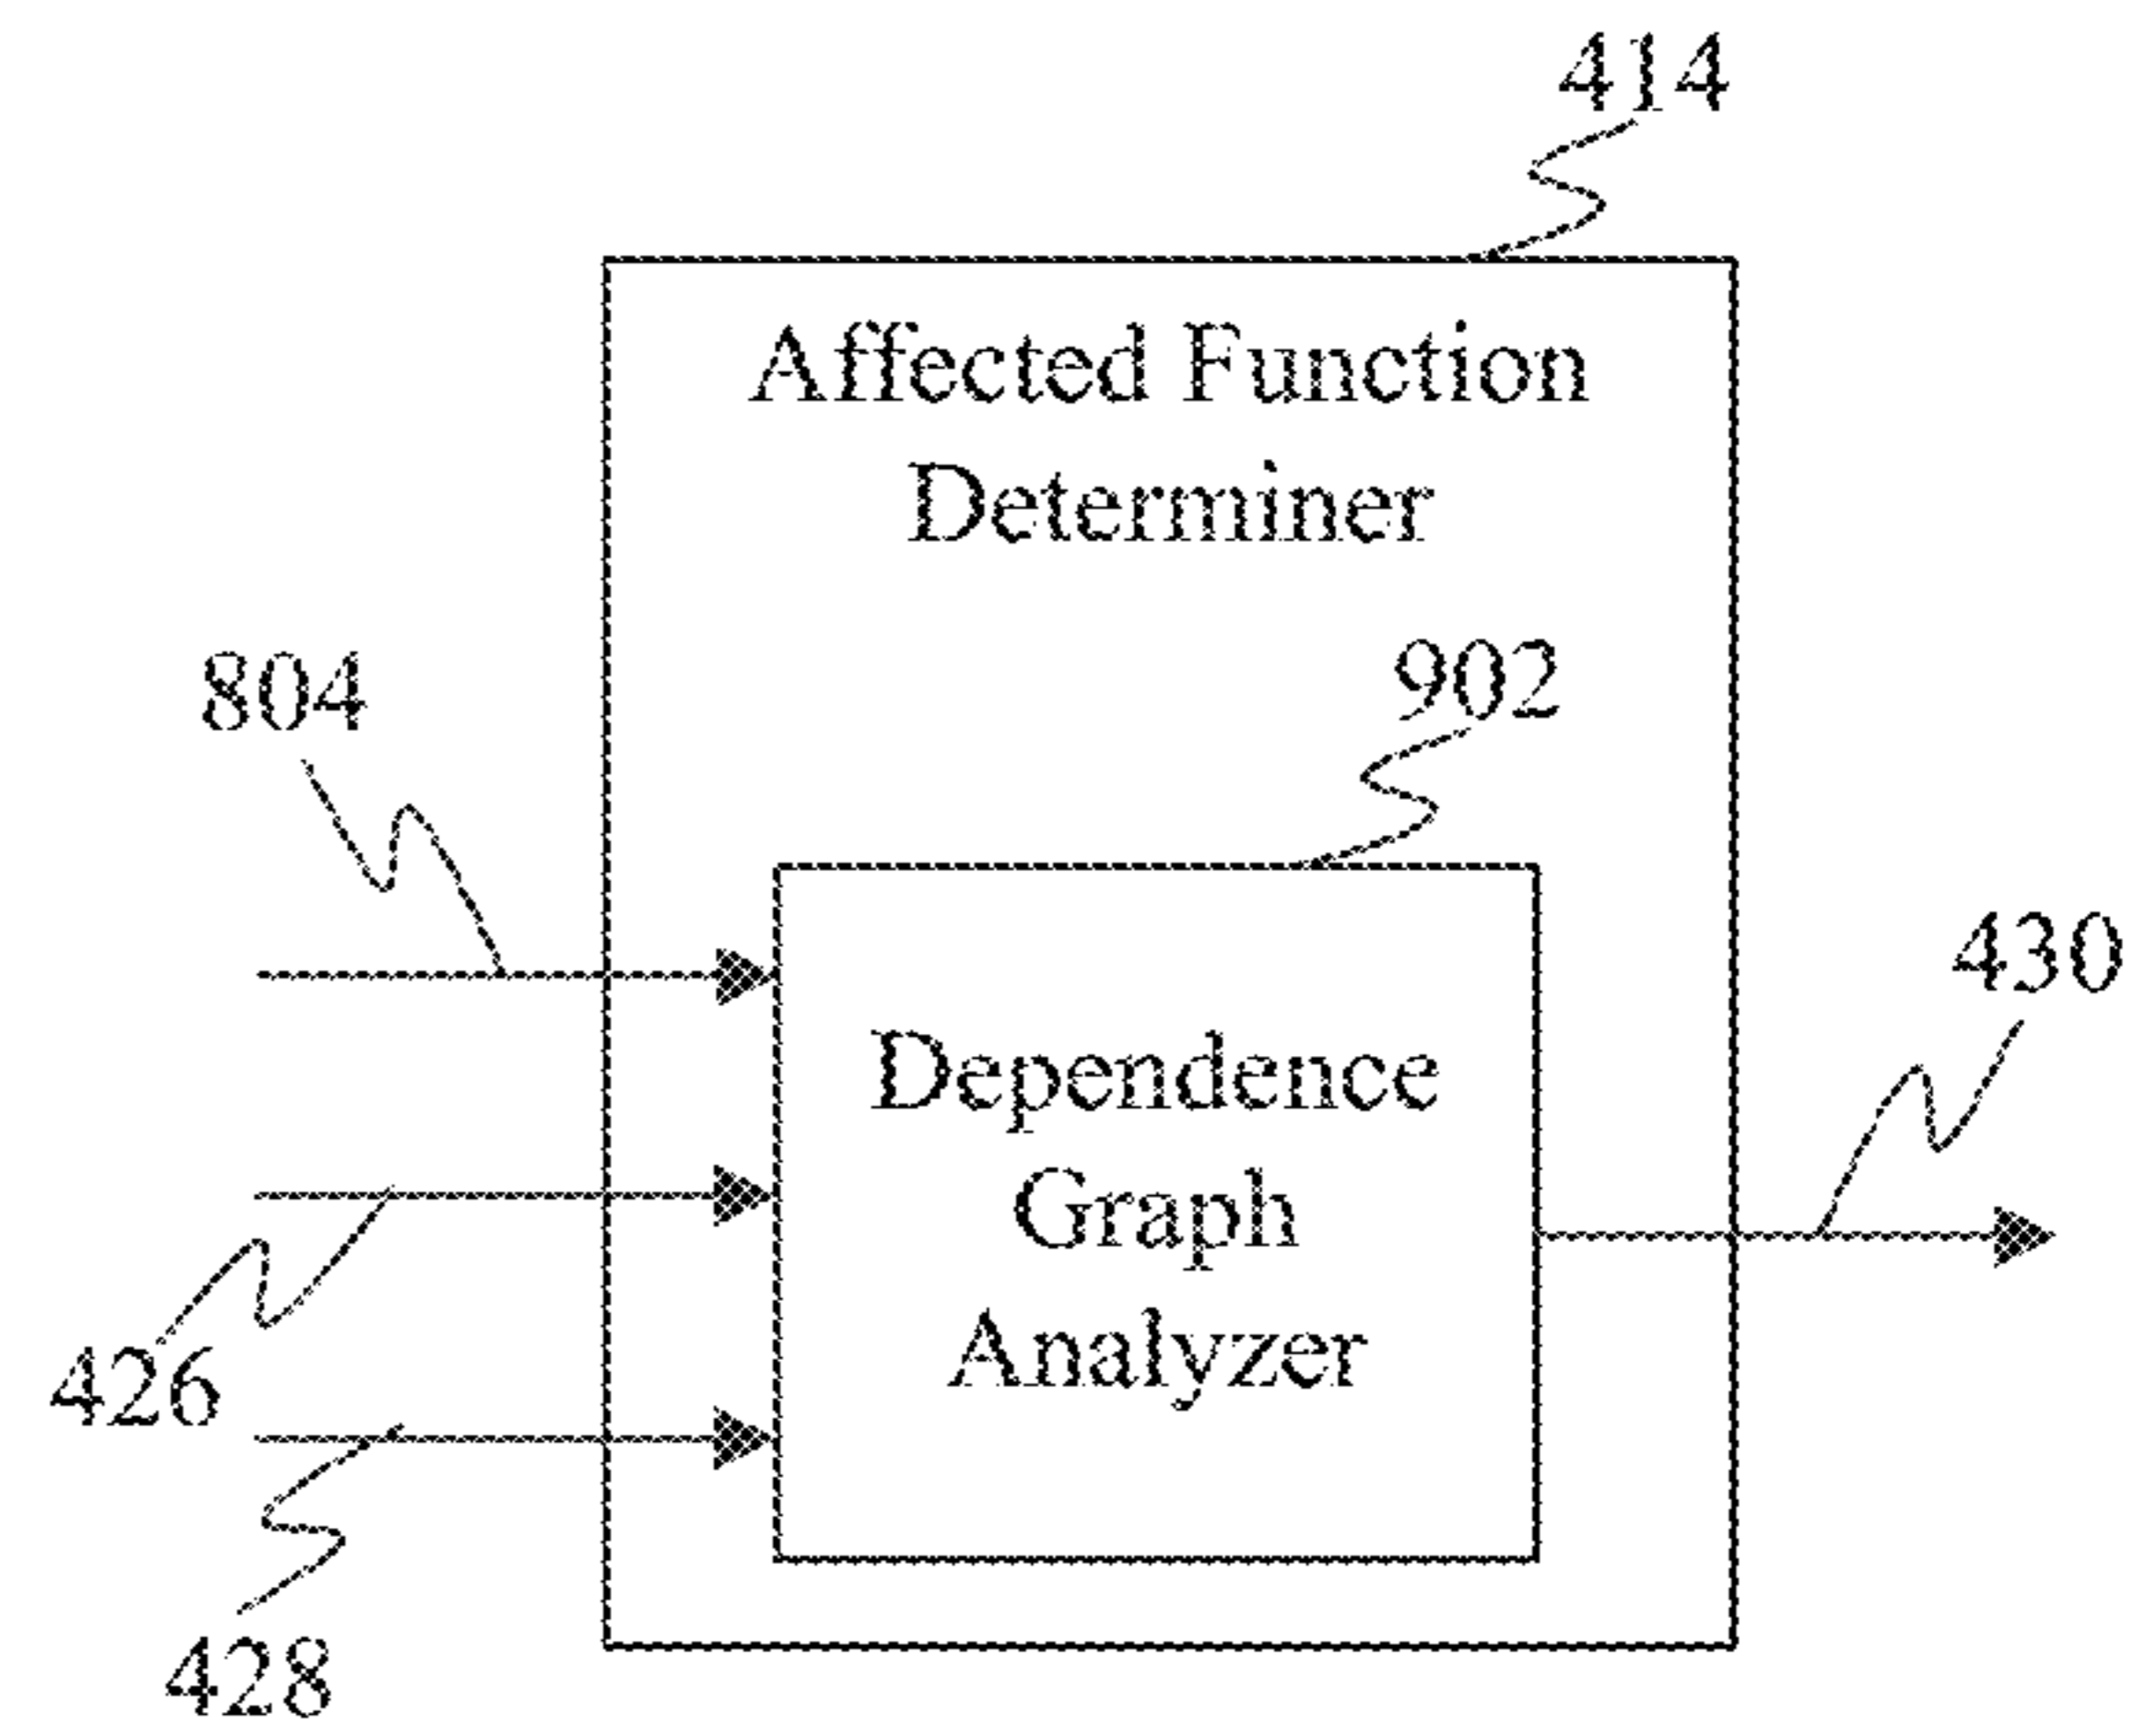 414
Affected Function
Determiner
804
902
430
Dependence
Graph
Analyzer
426
428